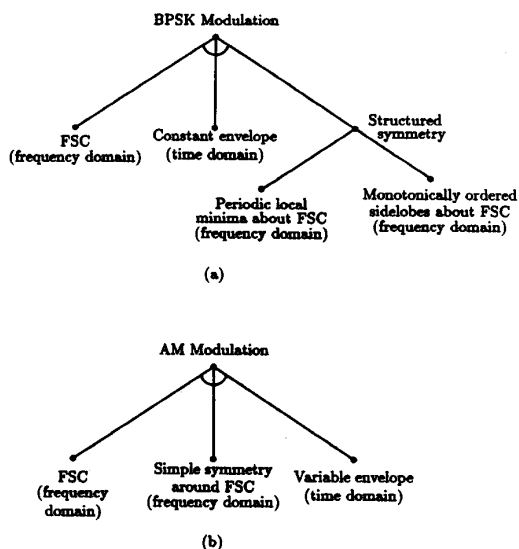 BPSK Modulation
FSC
(frequency domain)
Constant envelope
(time domain)
Structured
symmetry
Periodic local
minima about FSC
(frequency domain)
Monotonically ordered
sidelobes about FSC
(frequency domain)
(a)
AM Modulation
FSC
(frequency
domain)
Simple symmetry
around FSC
(frequency domain)
Variable envelope
(time domain)
(b)